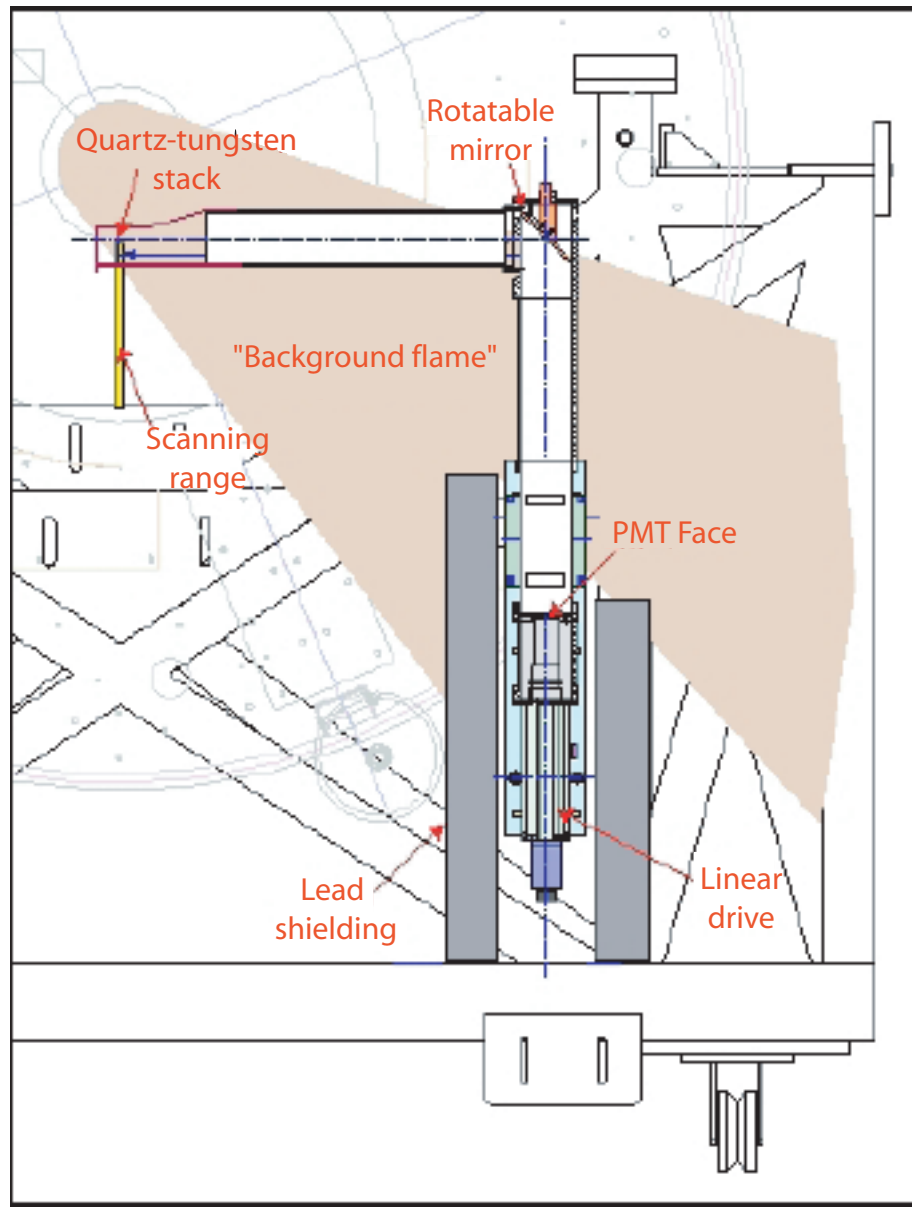 Rotatable
mirror
Quartz-tungsten
stack
"Background flame"
Scanning
range
PMT Face
Lead
shielding
Linear
drive